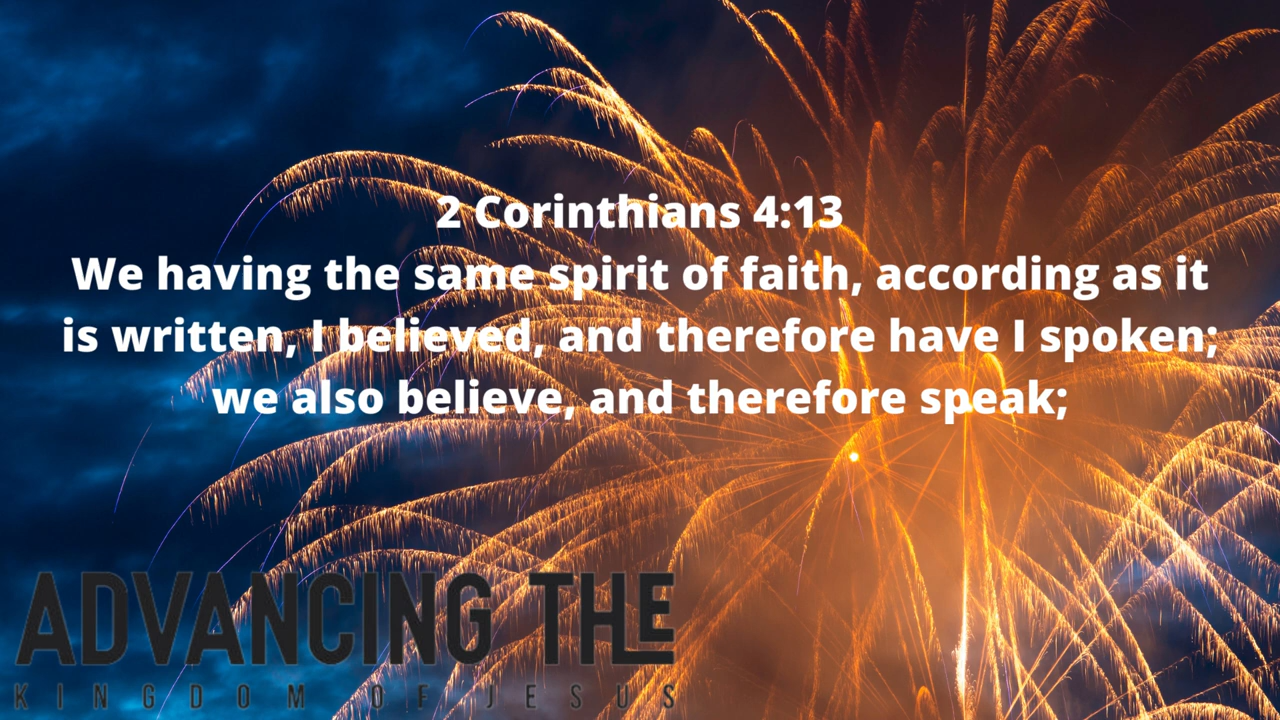 2 Corinthians 4:13
We having the same spirit of faith, according as it
is written, I believed, and therefore have I spoken;
we also believe, and therefore speak;
ADVANCING THE
KINGDOM OF JESUS